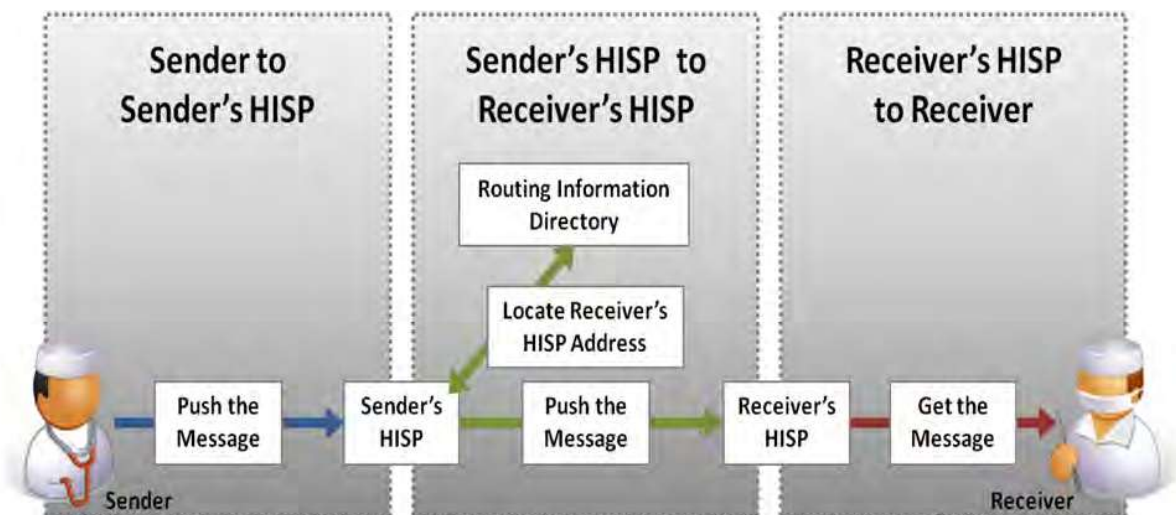 Sender to
Sender's HISP
Sender's HISP to
Receiver's HISP
Receiver's HISP
to Receiver
Routing Information
Directory
Locate Receiver's
HISP Address
Push the
Message
Sender's
HISP
Push the
Message
Receiver's
HISP
Get the
Message
Sender
Receiver